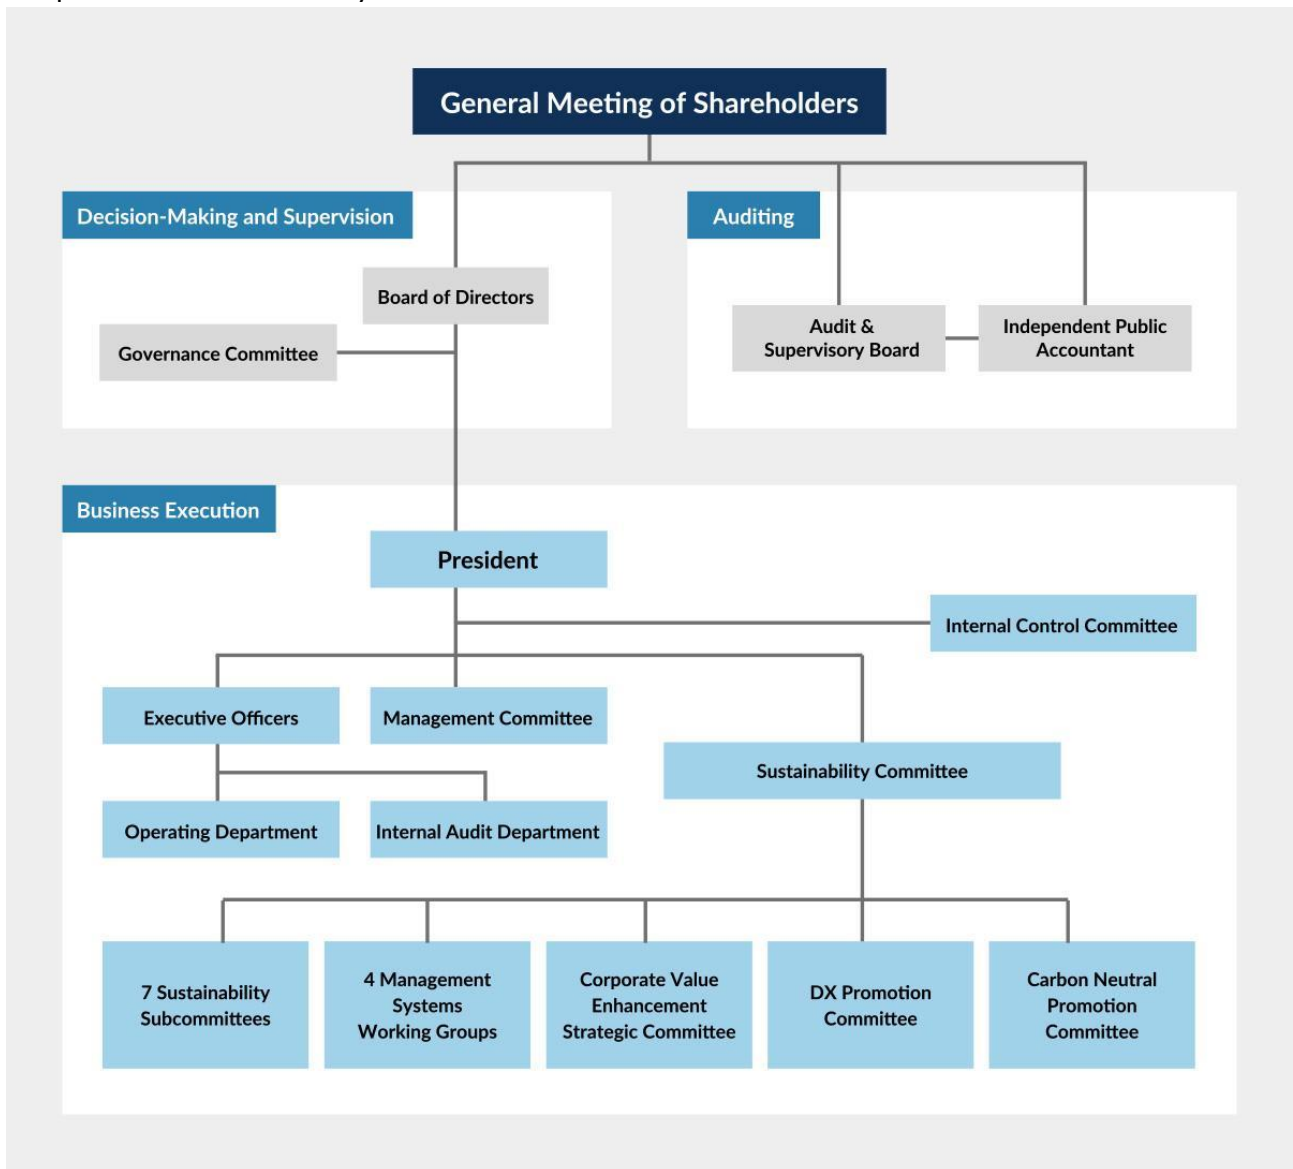 General Meeting of Shareholders
Decision-Making and Supervision
Auditing
Board of Directors
Governance Committee
Audit &
Supervisory Board
Independent Public
Accountant
Business Execution
President
Internal Control Committee
Executive Officers
Management Committee
Sustainability Committee
Operating Department
Internal Audit Department
7 Sustainability
Subcommittees
4 Management
Systems
Working Groups
Corporate Value
Enhancement
Strategic Committee
DX Promotion
Committee
Carbon Neutral
Promotion
Committee